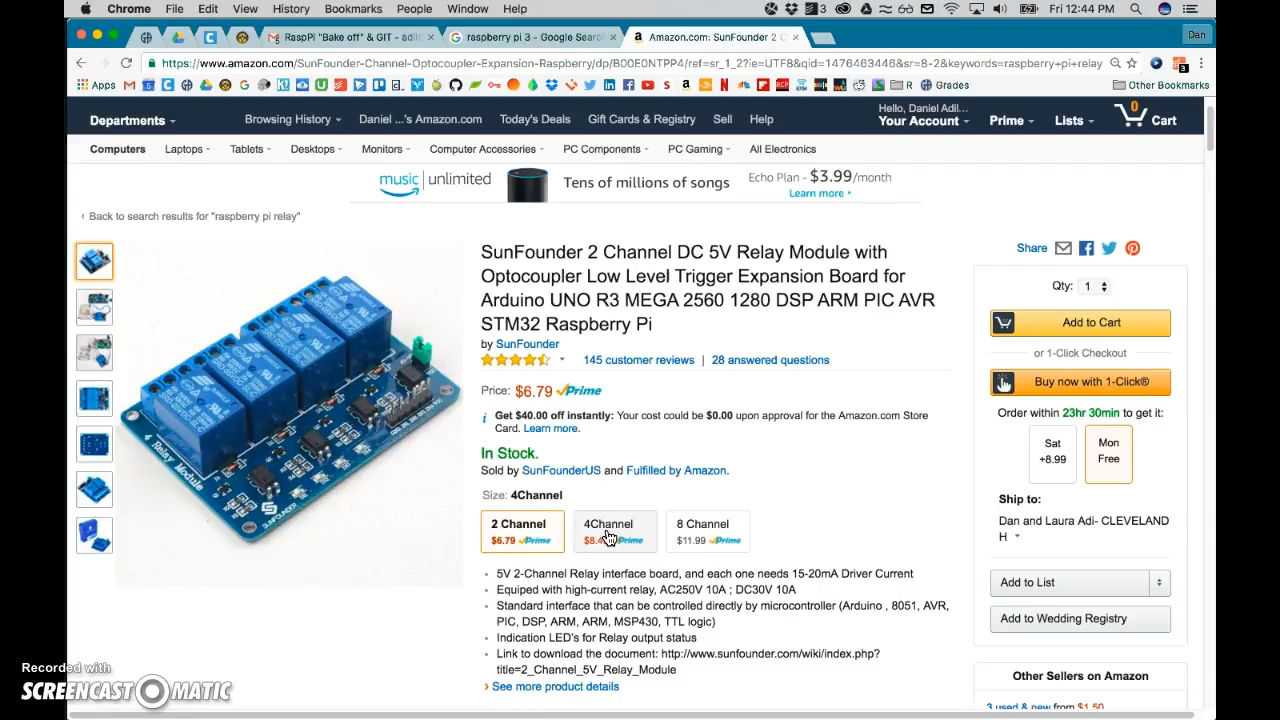 Chrome File Edit View History Bookmarks People Window Help
3 Fri 12:44 PM
RaspPi "Bake off" & GIT - adil
raspberry pi 3 - Google Searc
Amazon.com: SunFounder 2 C
Dan
https://www.amazon.com/SunFounder-Channel-Optocoupler-Expansion-Raspberry/dp/B00E0NTPP4/ref=sr_1_2?ie=UTF8&qid=1476463446&sr=8-2&keywords=raspberry+pi+relay
Apps
R
Grades
Other Bookmarks
Departments
Browsing History
Daniel ...'s Amazon.com
Today's Deals
Gift Cards & Registry
Sell
Help
Hello, Daniel Adil...
Your Account
Prime
Lists
0
Cart
Computers Laptops Tablets Desktops Monitors Computer Accessories PC Components PC Gaming All Electronics
music unlimited
Tens of millions of songs
Echo Plan - $3.99/month
Learn more
‹ Back to search results for "raspberry pi relay"
SunFounder 2 Channel DC 5V Relay Module with
Optocoupler Low Level Trigger Expansion Board for
Arduino UNO R3 MEGA 2560 1280 DSP ARM PIC AVR
STM32 Raspberry Pi
by SunFounder
145 customer reviews | 28 answered questions
Price: $6.79 Prime
Get $40.00 off instantly: Your cost could be $0.00 upon approval for the Amazon.com Store
Card. Learn more.
In Stock.
Sold by SunFounderUS and Fulfilled by Amazon.
Size: 4Channel
2 Channel
$6.79 Prime
4Channel
Prime
8 Channel
$11.99 Prime
• 5V 2-Channel Relay interface board, and each one needs 15-20mA Driver Current
• Equiped with high-current relay, AC250V 10A ; DC30V 10A
• Standard interface that can be controlled directly by microcontroller (Arduino , 8051, AVR,
PIC, DSP, ARM, ARM, MSP430, TTL logic)
• Indication LED's for Relay output status
• Link to download the document: http://www.sunfounder.com/wiki/index.php?
title=2_Channel_5V_Relay_Module
› See more product details
4 Relay Module
SUNFOUNDER
Share
Qty: 1
Add to Cart
or 1-Click Checkout
Buy now with 1-Click®
Order within 23hr 30min to get it:
Sat
+8.99
Mon
Free
Ship to:
Dan and Laura Adi- CLEVELAND
H
Add to List
Add to Wedding Registry
Other Sellers on Amazon
3 used & new from $1.50
Recorded with
SCREENCAST O MATIC